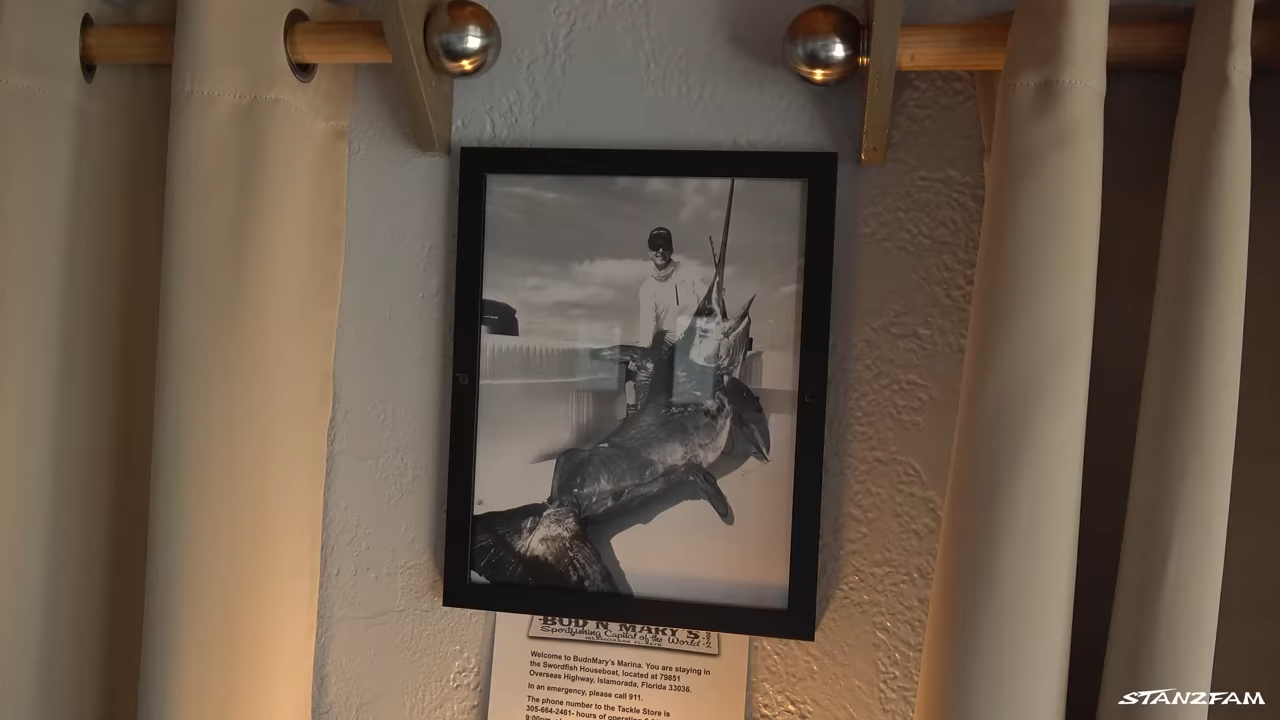 BUD'N MARY'S
Sportfishing Capital of the World
Welcome to BudnMary's Marina. You are staying in
the Swordfish Houseboat, located at 79851
Overseas Highway, Islamorada, Florida 33036.
In an emergency, please call 911.
The phone number to the Tackle Store is
305-664-2461- hours of operation
STANZFAM